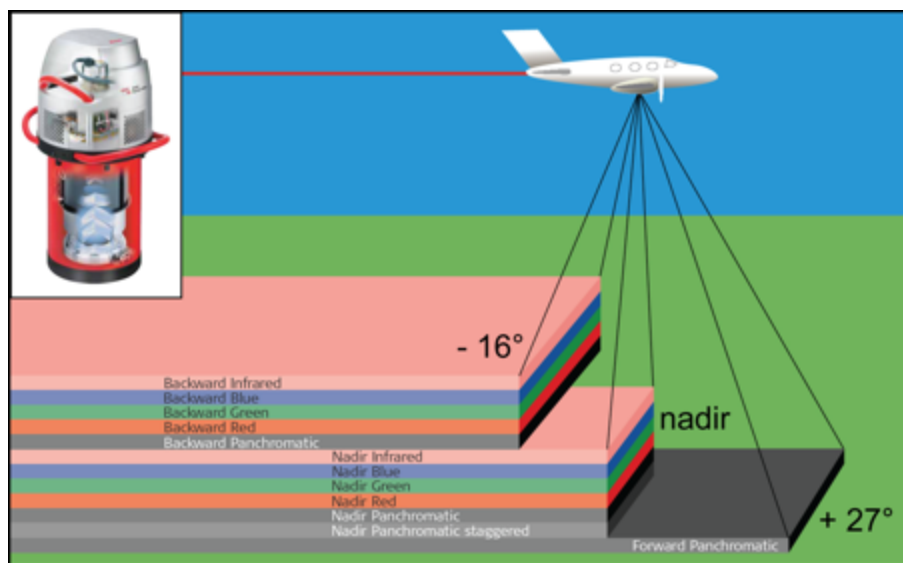 - 16°
Backward Infrared
Backward Blue
Backward Green
Backward Red
Backward Panchromatic
nadir
Nadir Infrared
Nadir Blue
Nadir Green
Nadir Red
Nadir Panchromatic
Nadir Panchromatic staggered
+ 27°
Forward Panchromatic